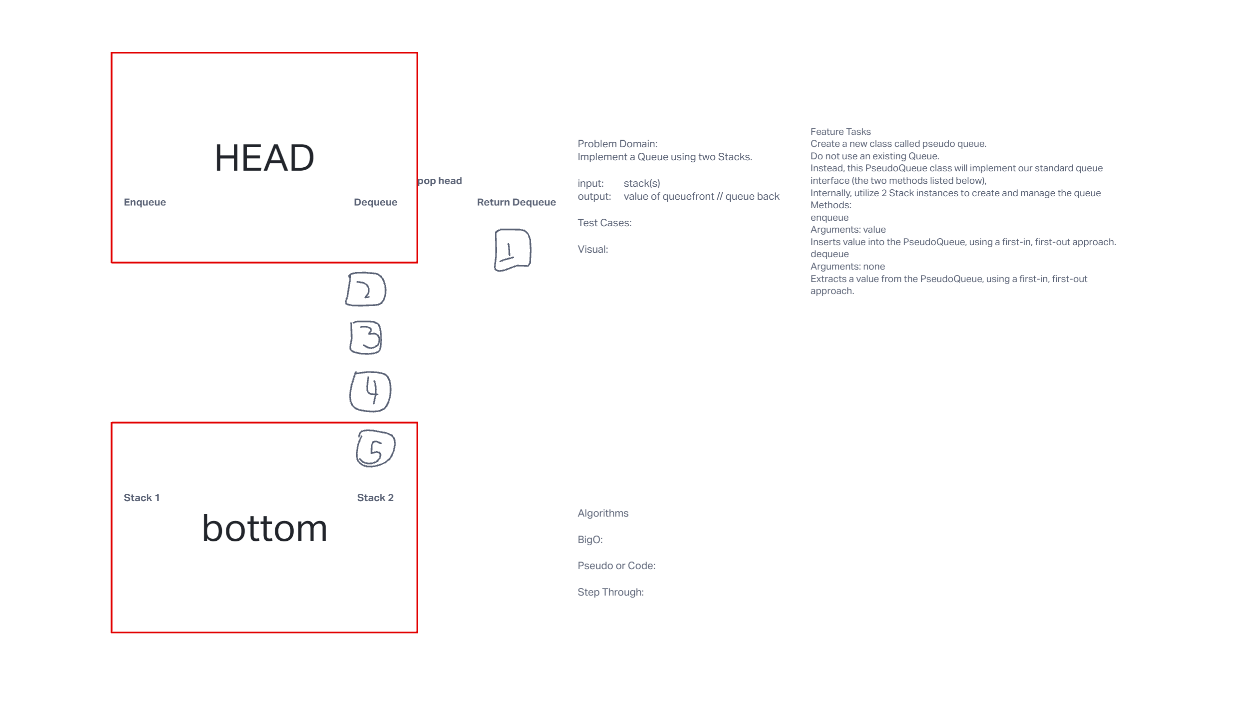 HEAD
pop head
Enqueue Dequeue Return Dequeue
1
2
3
4
5
Stack 1 Stack 2
bottom
Problem Domain:
Implement a Queue using two Stacks.
input: stack(s)
output: value of queuefront // queue back
Test Cases:
Visual:
Algorithms
BigO:
Pseudo or Code:
Step Through:
Feature Tasks
Create a new class called pseudo queue.
Do not use an existing Queue.
Instead, this PseudoQueue class will implement our standard queue
interface (the two methods listed below),
Internally, utilize 2 Stack instances to create and manage the queue
Methods:
enqueue
Arguments: value
Inserts value into the PseudoQueue, using a first-in, first-out approach.
dequeue
Arguments: none
Extracts a value from the PseudoQueue, using a first-in, first-out
approach.